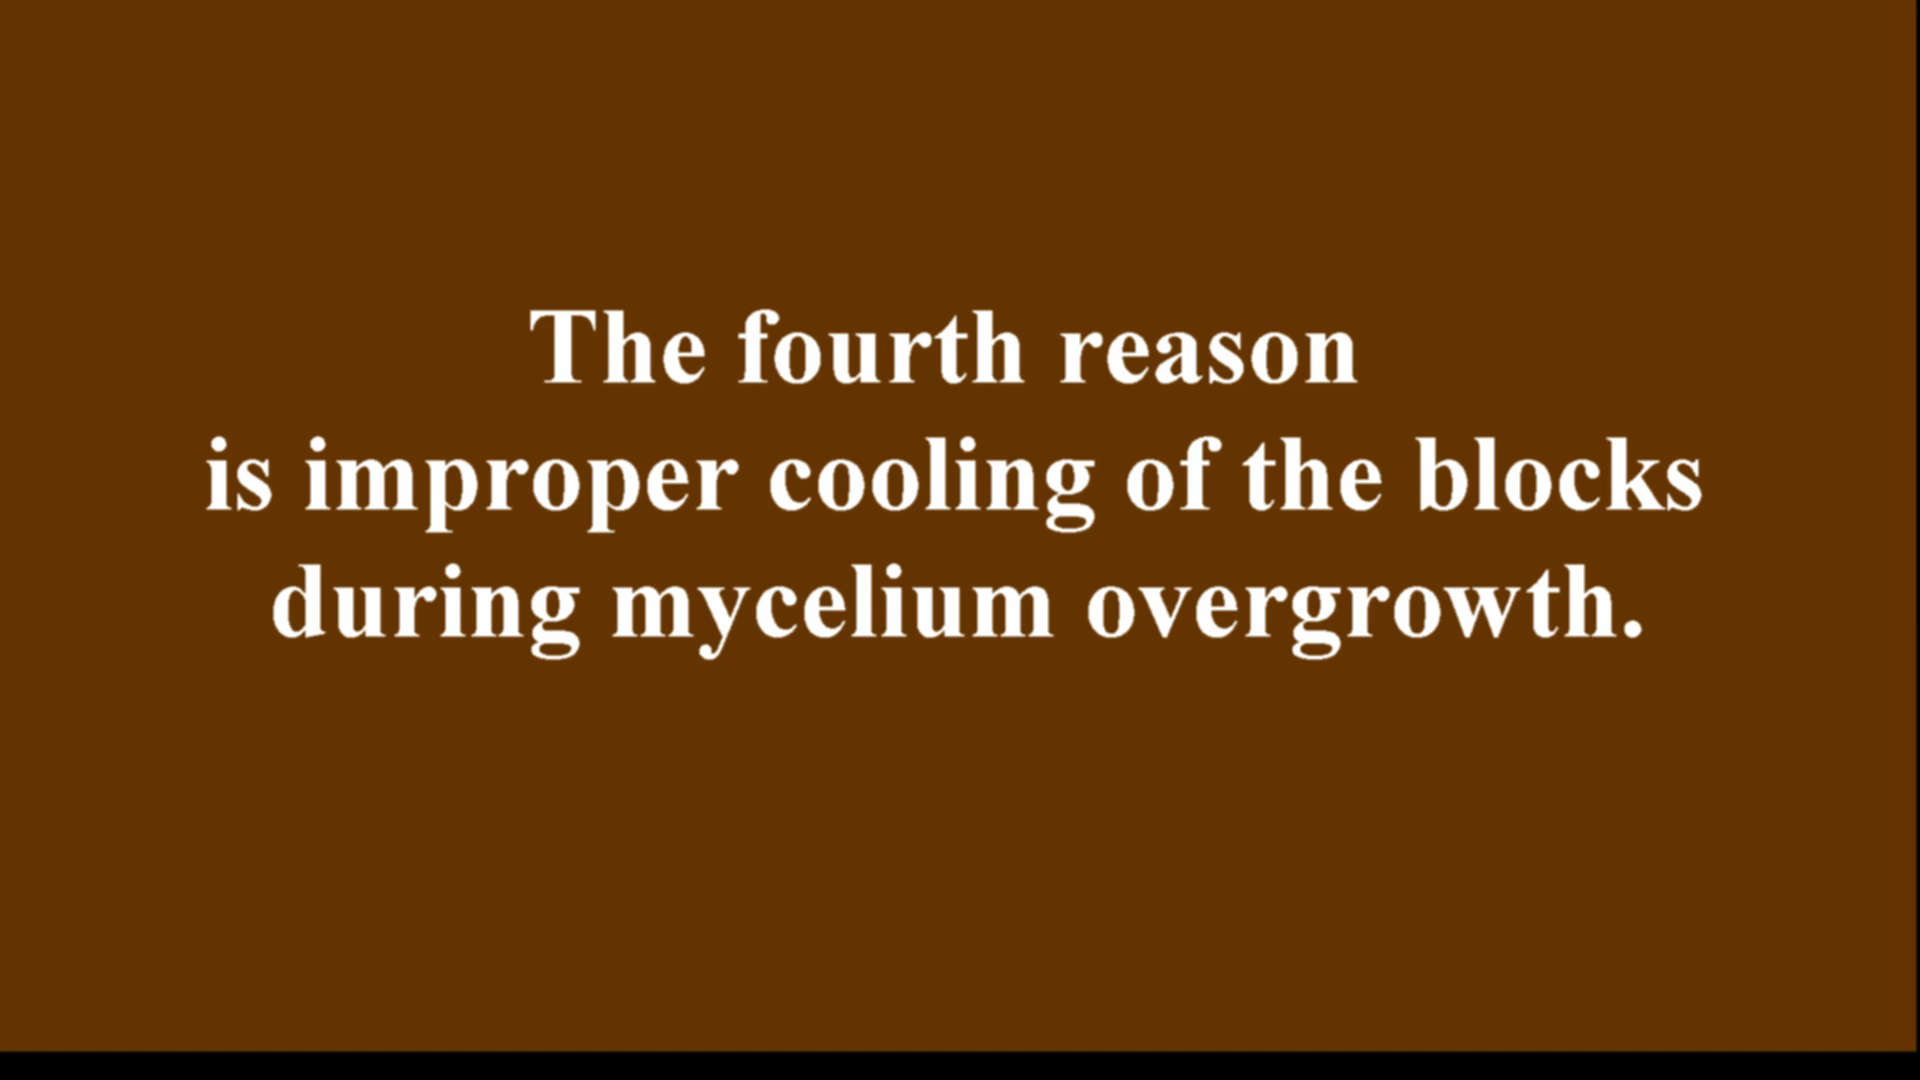 The fourth reason
is improper cooling of the blocks
during mycelium overgrowth.